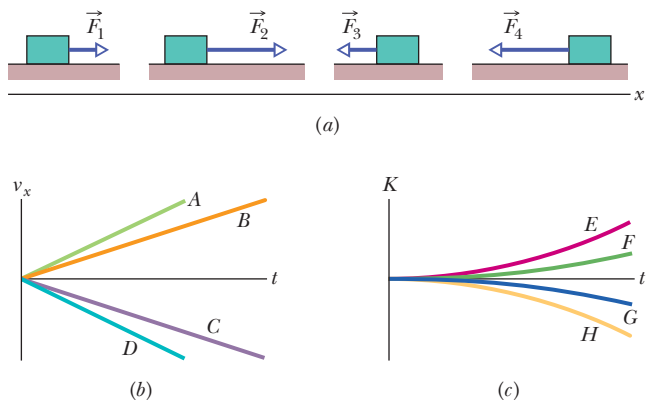 F₁ F₂ F₃ F₄
x
(a)
vₓ K
A E
B F
t t
C G
D H
(b) (c)